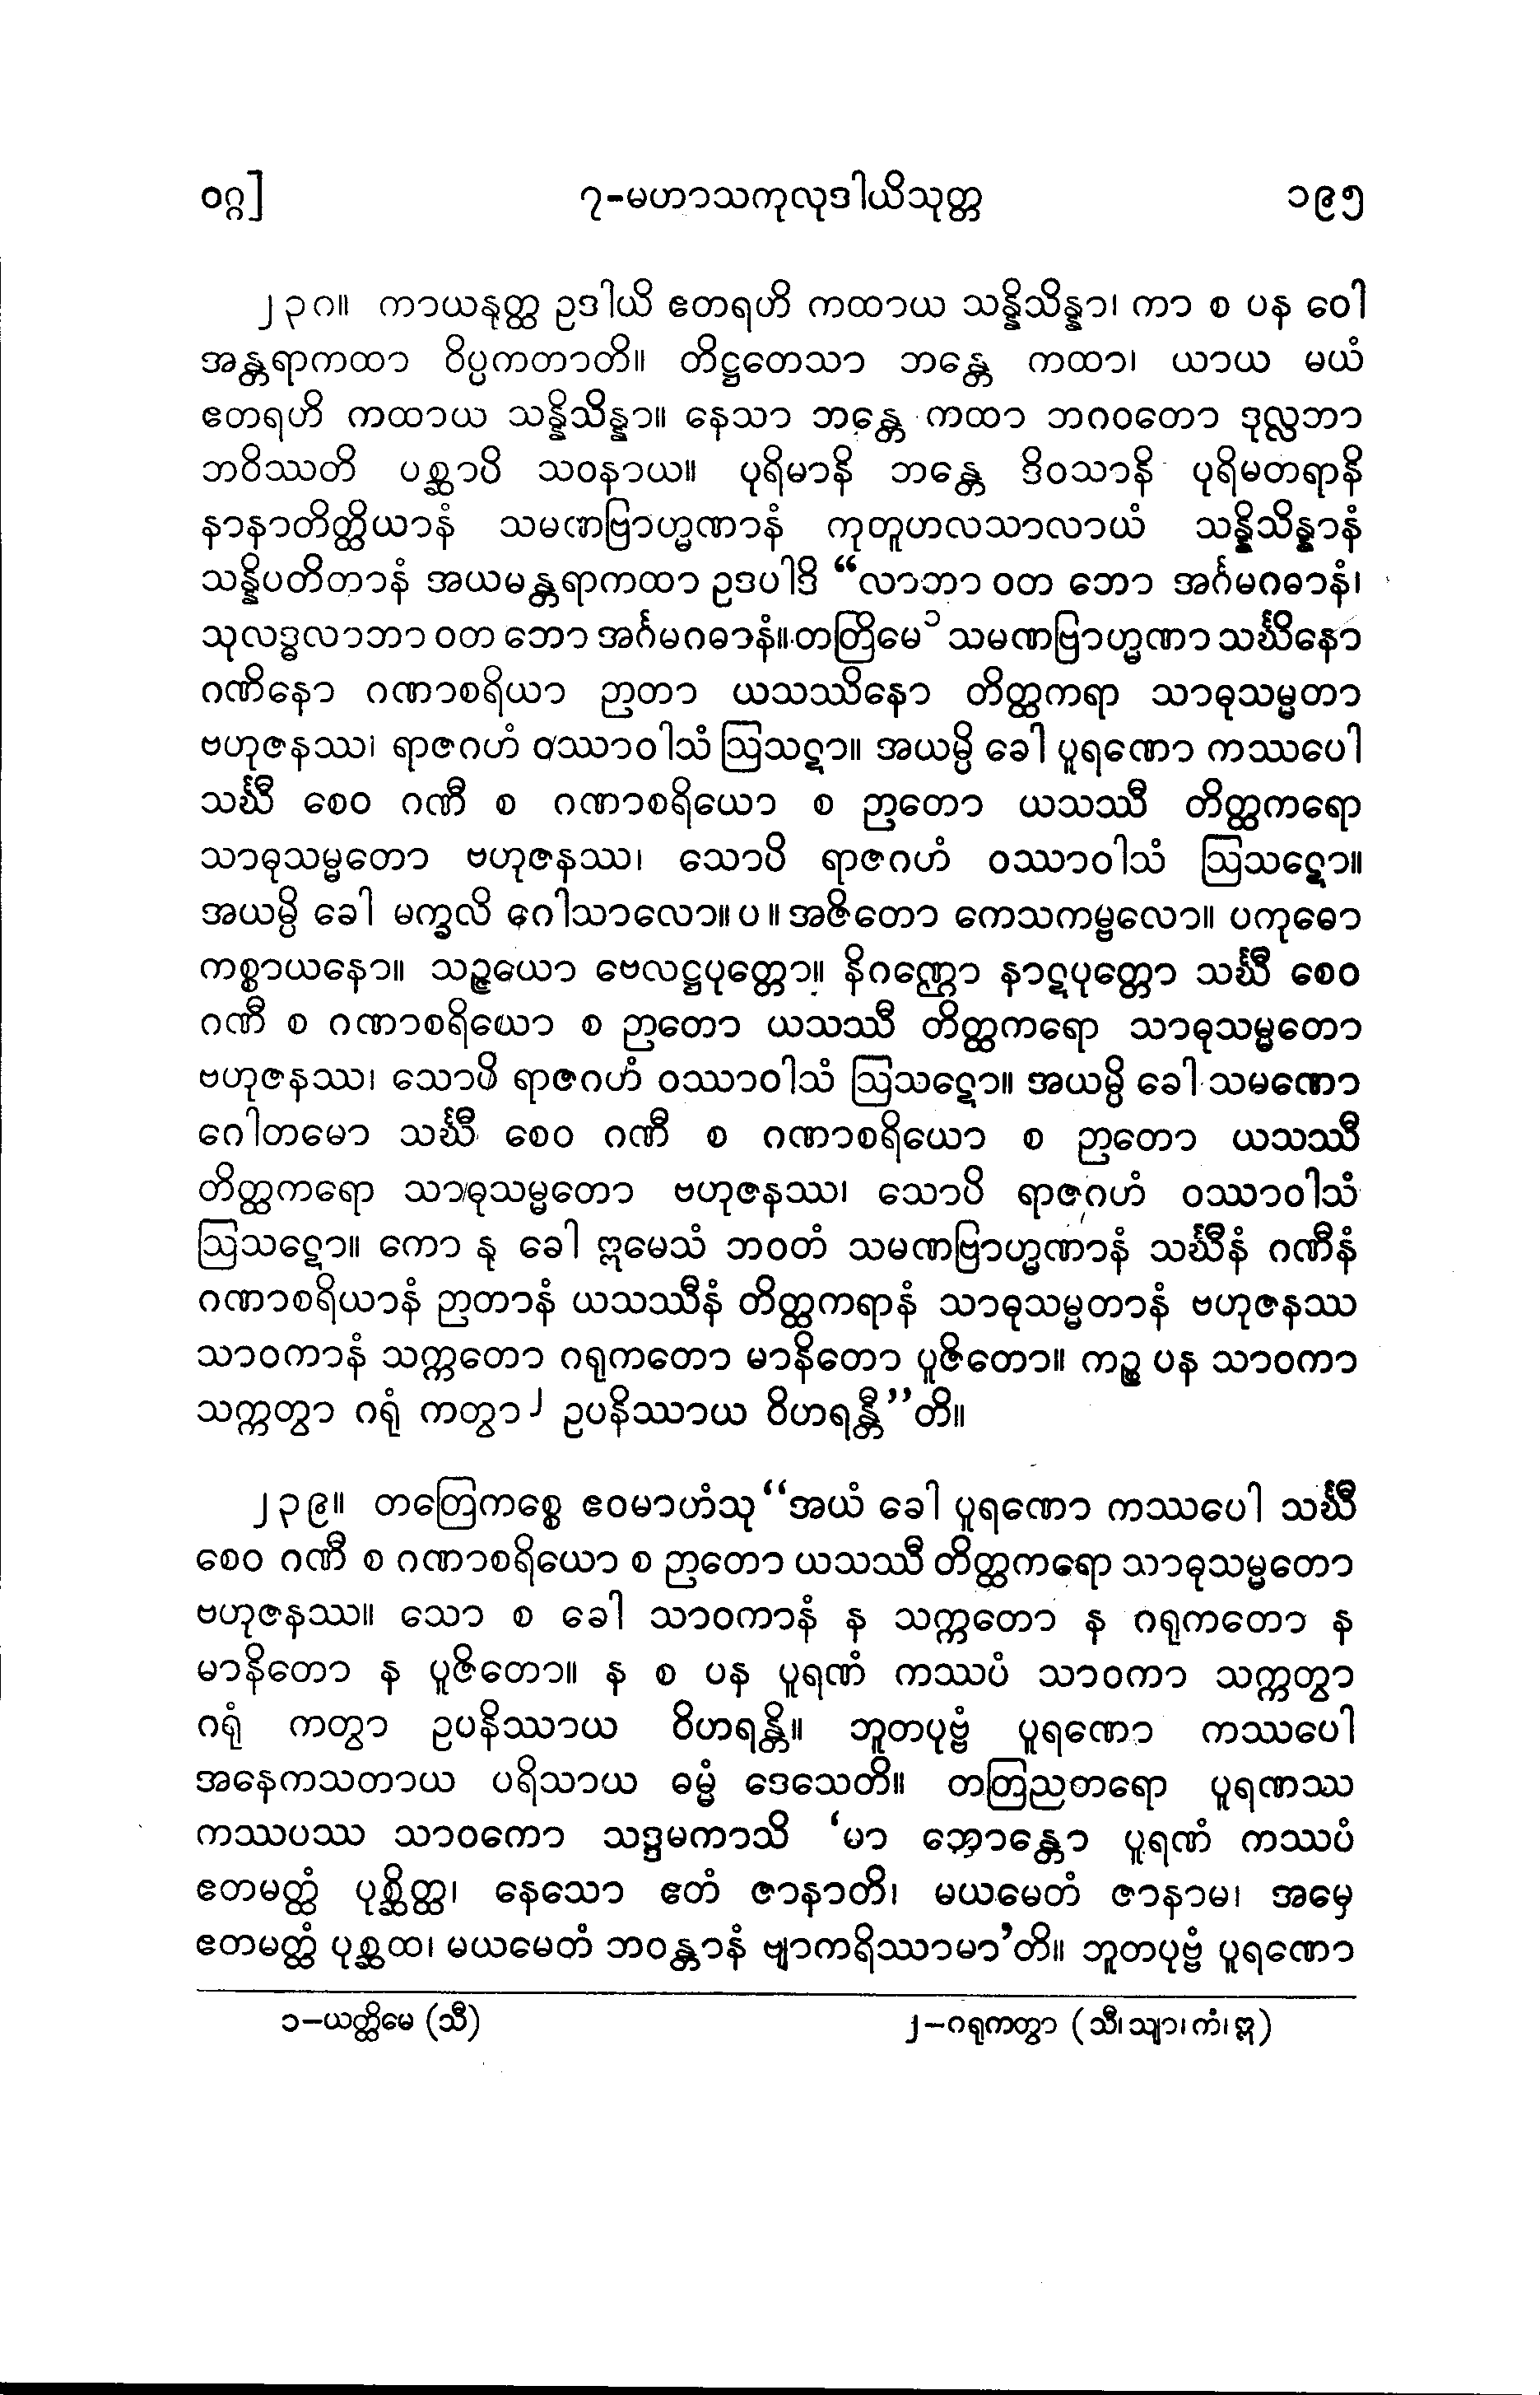 ၀ဂ္ဂ]	၇-မဟာသကုလုဒါယိသုတ္တ	၁၉၅
၂၃၈။ ကာယနုတ္ထ ဥဒါယိ ဧတရဟိ ကထာယ သန္နိသိန္နာ၊ ကာ စ ပန ဝေါ
အန္တရာကထာ ဝိပ္ပကတာတိ။ တိဋ္ဌတေသာ ဘန္တေ ကထာ၊ ယာယ မယံ
ဧတရဟိ ကထာယ သန္နိသိန္နာ။ နေသာ ဘန္တေ ကထာ ဘဂဝတော ဒုလ္လဘာ
ဘဝိဿတိ ပစ္ဆာပိ သဝနာယ။ ပုရိမာနိ ဘန္တေ ဒိဝသာနိ ပုရိမတရာနိ
နာနာတိတ္ထိယာနံ သမဏဗြာဟ္မဏာနံ ကုတူဟလသာလာယံ သန္နိသိန္နာနံ
သန္နိပတိတာနံ အယမန္တရာကထာ ဥဒပါဒိ “လာဘာ ဝတ ဘော အင်္ဂမဂဓာနံ၊
သုလဒ္ဓလာဘာ ဝတ ဘော အင်္ဂမဂဓာနံ။ တတြိမေ ၁ သမဏဗြာဟ္မဏာ သင်္ဃိနော
ဂဏိနော ဂဏာစရိယာ ဉာတာ ယသဿိနော တိတ္ထကရာ သာဓုသမ္မတာ
ဗဟုဇနဿ၊ ရာဇဂဟံ ဝဿာဝါသံ ဩသဋာ။ အယမ္ပိ ခေါ ပူရဏော ကဿပေါ
သင်္ဃီ စေဝ ဂဏီ စ ဂဏာစရိယော စ ဉာတော ယသဿီ တိတ္ထကရော
သာဓုသမ္မတော ဗဟုဇနဿ၊ သောပိ ရာဇဂဟံ ဝဿာဝါသံ ဩသဋော။
အယမ္ပိ ခေါ မက္ခလိ ဂေါသာလော။ ပ ။ အဇိတော ကေသကမ္ဗလော။ ပကုဓော
ကစ္စာယနော။ သဉ္ဇယော ဗေလဋ္ဌပုတ္တော။ နိဂဏ္ဌော နာဋပုတ္တော သင်္ဃီ စေဝ
ဂဏီ စ ဂဏာစရိယော စ ဉာတော ယသဿီ တိတ္ထကရော သာဓုသမ္မတော
ဗဟုဇနဿ၊ သောပိ ရာဇဂဟံ ဝဿာဝါသံ ဩသဋော။ အယမ္ပိ ခေါ သမဏော
ဂေါတမော သင်္ဃီ စေဝ ဂဏီ စ ဂဏာစရိယော စ ဉာတော ယသဿီ
တိတ္ထကရော သာဓုသမ္မတော ဗဟုဇနဿ၊ သောပိ ရာဇဂဟံ ဝဿာဝါသံ
ဩသဋော။ ကော နု ခေါ ဣမေသံ ဘဝတံ သမဏဗြာဟ္မဏာနံ သင်္ဃီနံ ဂဏီနံ
ဂဏာစရိယာနံ ဉာတာနံ ယသဿီနံ တိတ္ထကရာနံ သာဓုသမ္မတာနံ ဗဟုဇနဿ
သာဝကာနံ သက္ကတော ဂရုကတော မာနိတော ပူဇိတော။ ကဉ္စ ပန သာဝကာ
သက္ကတွာ ဂရုံ ကတွာ ၂ ဥပနိဿာယ ဝိဟရန္တီ”တိ။
၂၃၉။ တတြေကစ္စေ ဧဝမာဟံသု “အယံ ခေါ ပူရဏော ကဿပေါ သင်္ဃီ
စေဝ ဂဏီ စ ဂဏာစရိယော စ ဉာတော ယသဿီ တိတ္ထကရော သာဓုသမ္မတော
ဗဟုဇနဿ။ သော စ ခေါ သာဝကာနံ န သက္ကတော န ဂရုကတော န
မာနိတော န ပူဇိတော။ န စ ပန ပူရဏံ ကဿပံ သာဝကာ သက္ကတွာ
ဂရုံ ကတွာ ဥပနိဿာယ ဝိဟရန္တိ။ ဘူတပုဗ္ဗံ ပူရဏော ကဿပေါ
အနေကသတာယ ပရိသာယ ဓမ္မံ ဒေသေတိ။ တတြညတရော ပူရဏဿ
ကဿပဿ သာဝကော သဒ္ဒမကာသိ ‘မာ ဘောန္တော ပူရဏံ ကဿပံ
ဧတမတ္ထံ ပုစ္ဆိတ္ထ၊ နေသော ဧတံ ဇာနာတိ၊ မယမေတံ ဇာနာမ၊ အမှေ
ဧတမတ္ထံ ပုစ္ဆထ၊ မယမေတံ ဘဝန္တာနံ ဗျာကရိဿာမာ’တိ။ ဘူတပုဗ္ဗံ ပူရဏော
၁-ယတ္ထိမေ (သီ)	၂-ဂရုကတွာ (သီ၊ သျာ၊ ကံ၊ ဣ)